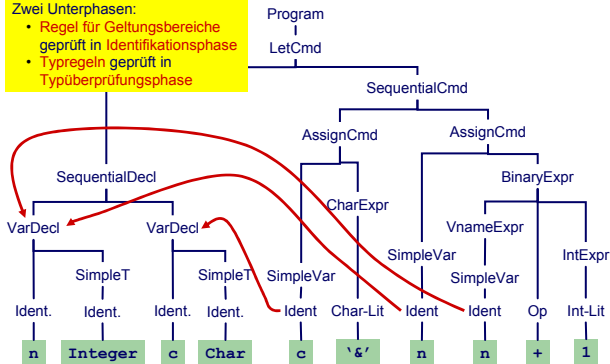 Zwei Unterphasen:
• Regel für Geltungsbereiche
geprüft in Identifikationsphase
• Typregeln geprüft in
Typüberprüfungsphase
Program
LetCmd
SequentialCmd
AssignCmd AssignCmd
SequentialDecl BinaryExpr
CharExpr
VarDecl VarDecl VnameExpr
SimpleVar IntExpr
SimpleT SimpleT SimpleVar SimpleVar
Ident. Ident. Ident. Ident. Ident Char-Lit Ident Ident Op Int-Lit
n Integer c Char c ‘&’ n n + 1